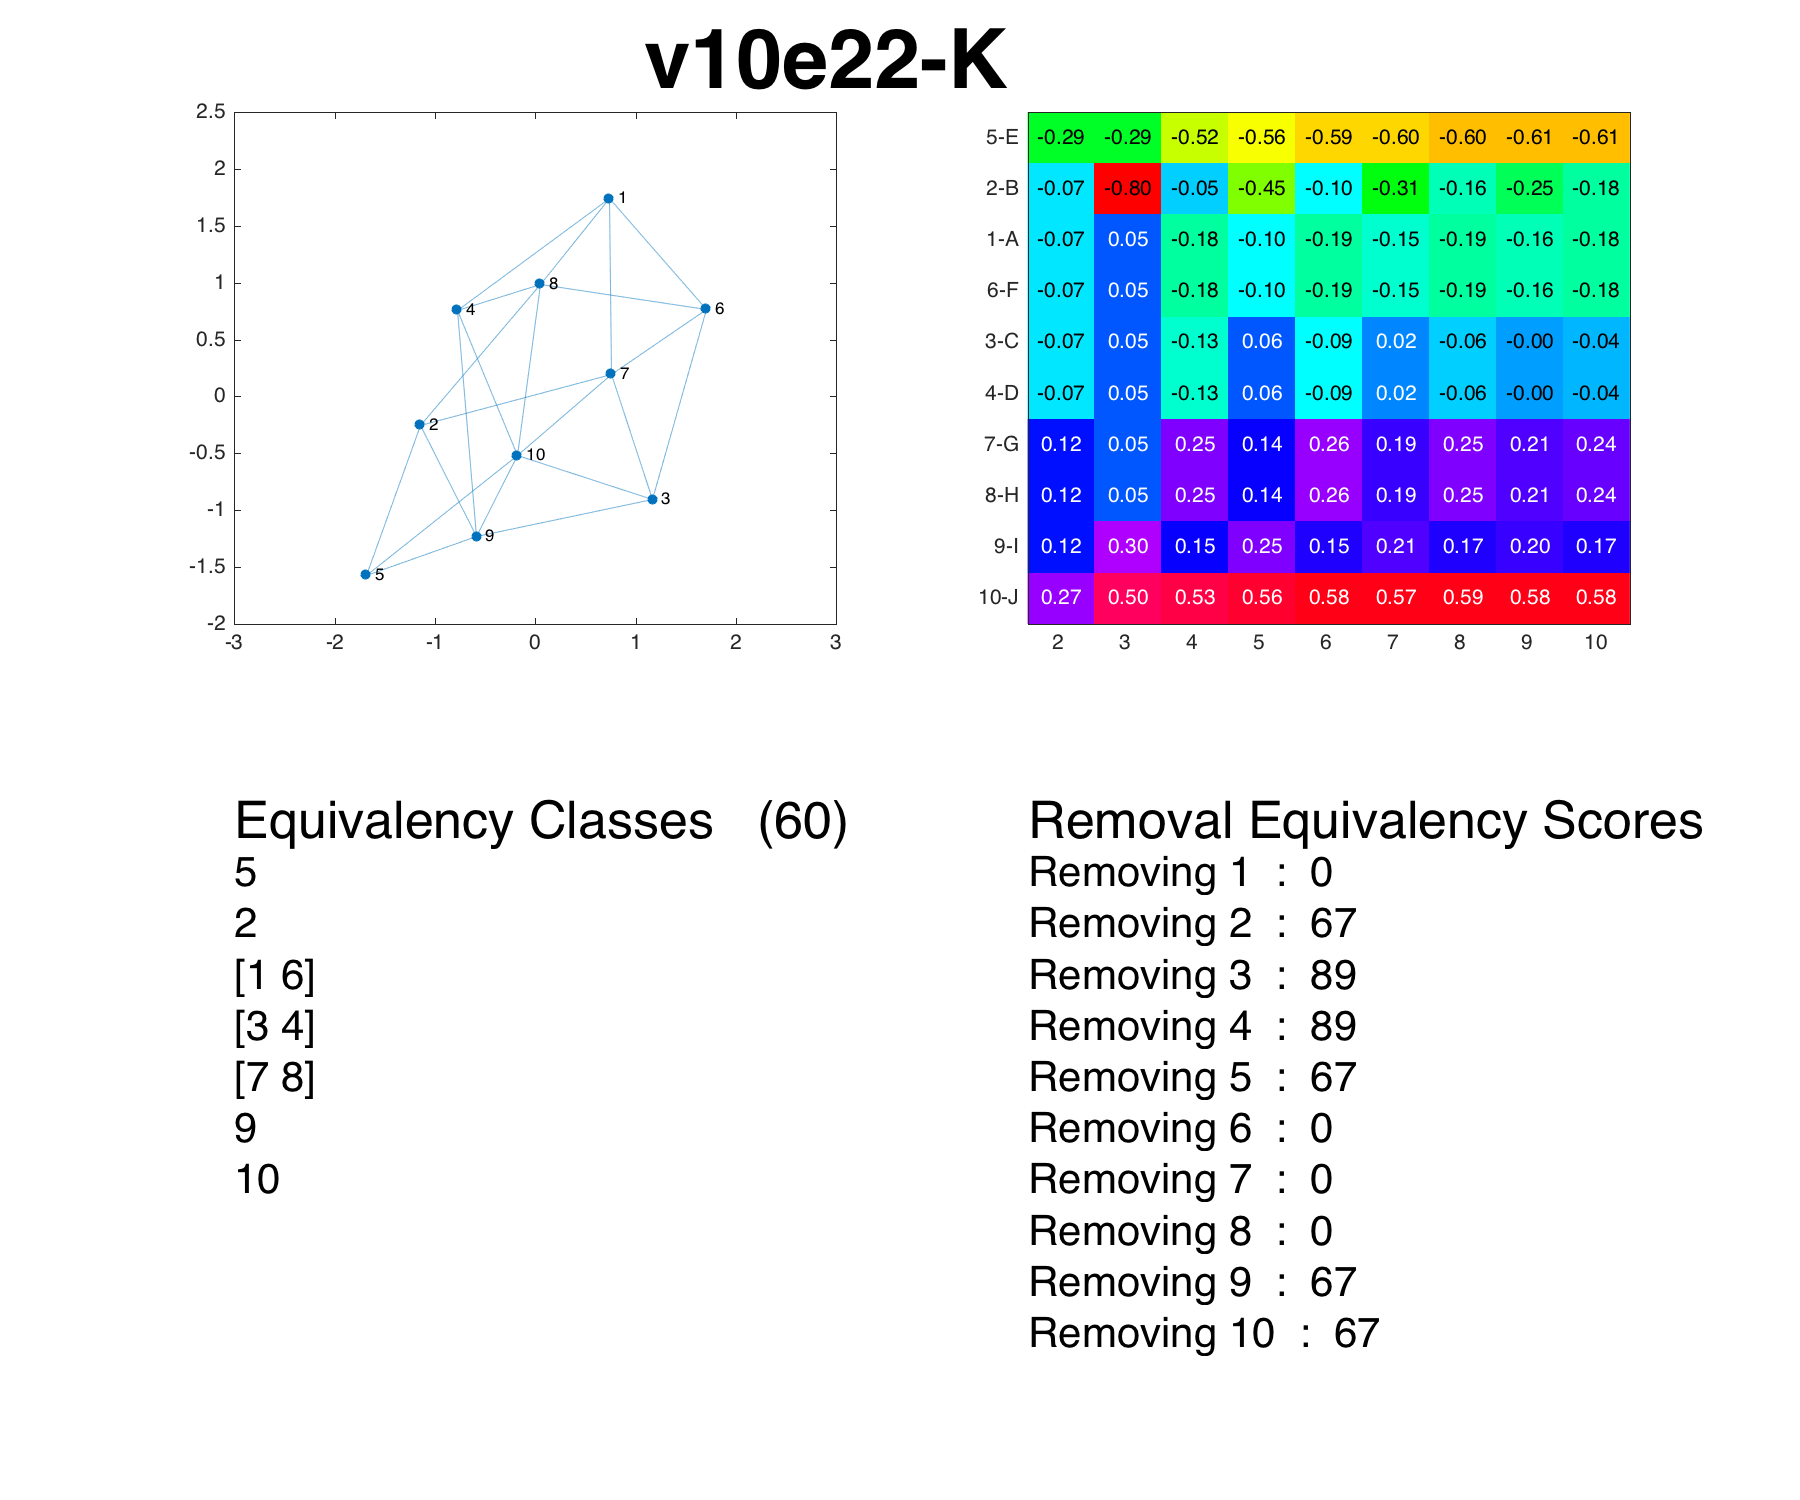 v10e22-K
2.5
2
1.5
1
0.5
0
-0.5
-1
-1.5
-2
-3 -2 -1 0 1 2 3
1
8
4
6
7
2
10
3
9
5
5-E -0.29 -0.29 -0.52 -0.56 -0.59 -0.60 -0.60 -0.61 -0.61
2-B -0.07 -0.80 -0.05 -0.45 -0.10 -0.31 -0.16 -0.25 -0.18
1-A -0.07 0.05 -0.18 -0.10 -0.19 -0.15 -0.19 -0.16 -0.18
6-F -0.07 0.05 -0.18 -0.10 -0.19 -0.15 -0.19 -0.16 -0.18
3-C -0.07 0.05 -0.13 0.06 -0.09 0.02 -0.06 -0.00 -0.04
4-D -0.07 0.05 -0.13 0.06 -0.09 0.02 -0.06 -0.00 -0.04
7-G 0.12 0.05 0.25 0.14 0.26 0.19 0.25 0.21 0.24
8-H 0.12 0.05 0.25 0.14 0.26 0.19 0.25 0.21 0.24
9-I 0.12 0.30 0.15 0.25 0.15 0.21 0.17 0.20 0.17
10-J 0.27 0.50 0.53 0.56 0.58 0.57 0.59 0.58 0.58
2 3 4 5 6 7 8 9 10
Equivalency Classes (60)
5
2
[1 6]
[3 4]
[7 8]
9
10
Removal Equivalency Scores
Removing 1 : 0
Removing 2 : 67
Removing 3 : 89
Removing 4 : 89
Removing 5 : 67
Removing 6 : 0
Removing 7 : 0
Removing 8 : 0
Removing 9 : 67
Removing 10 : 67